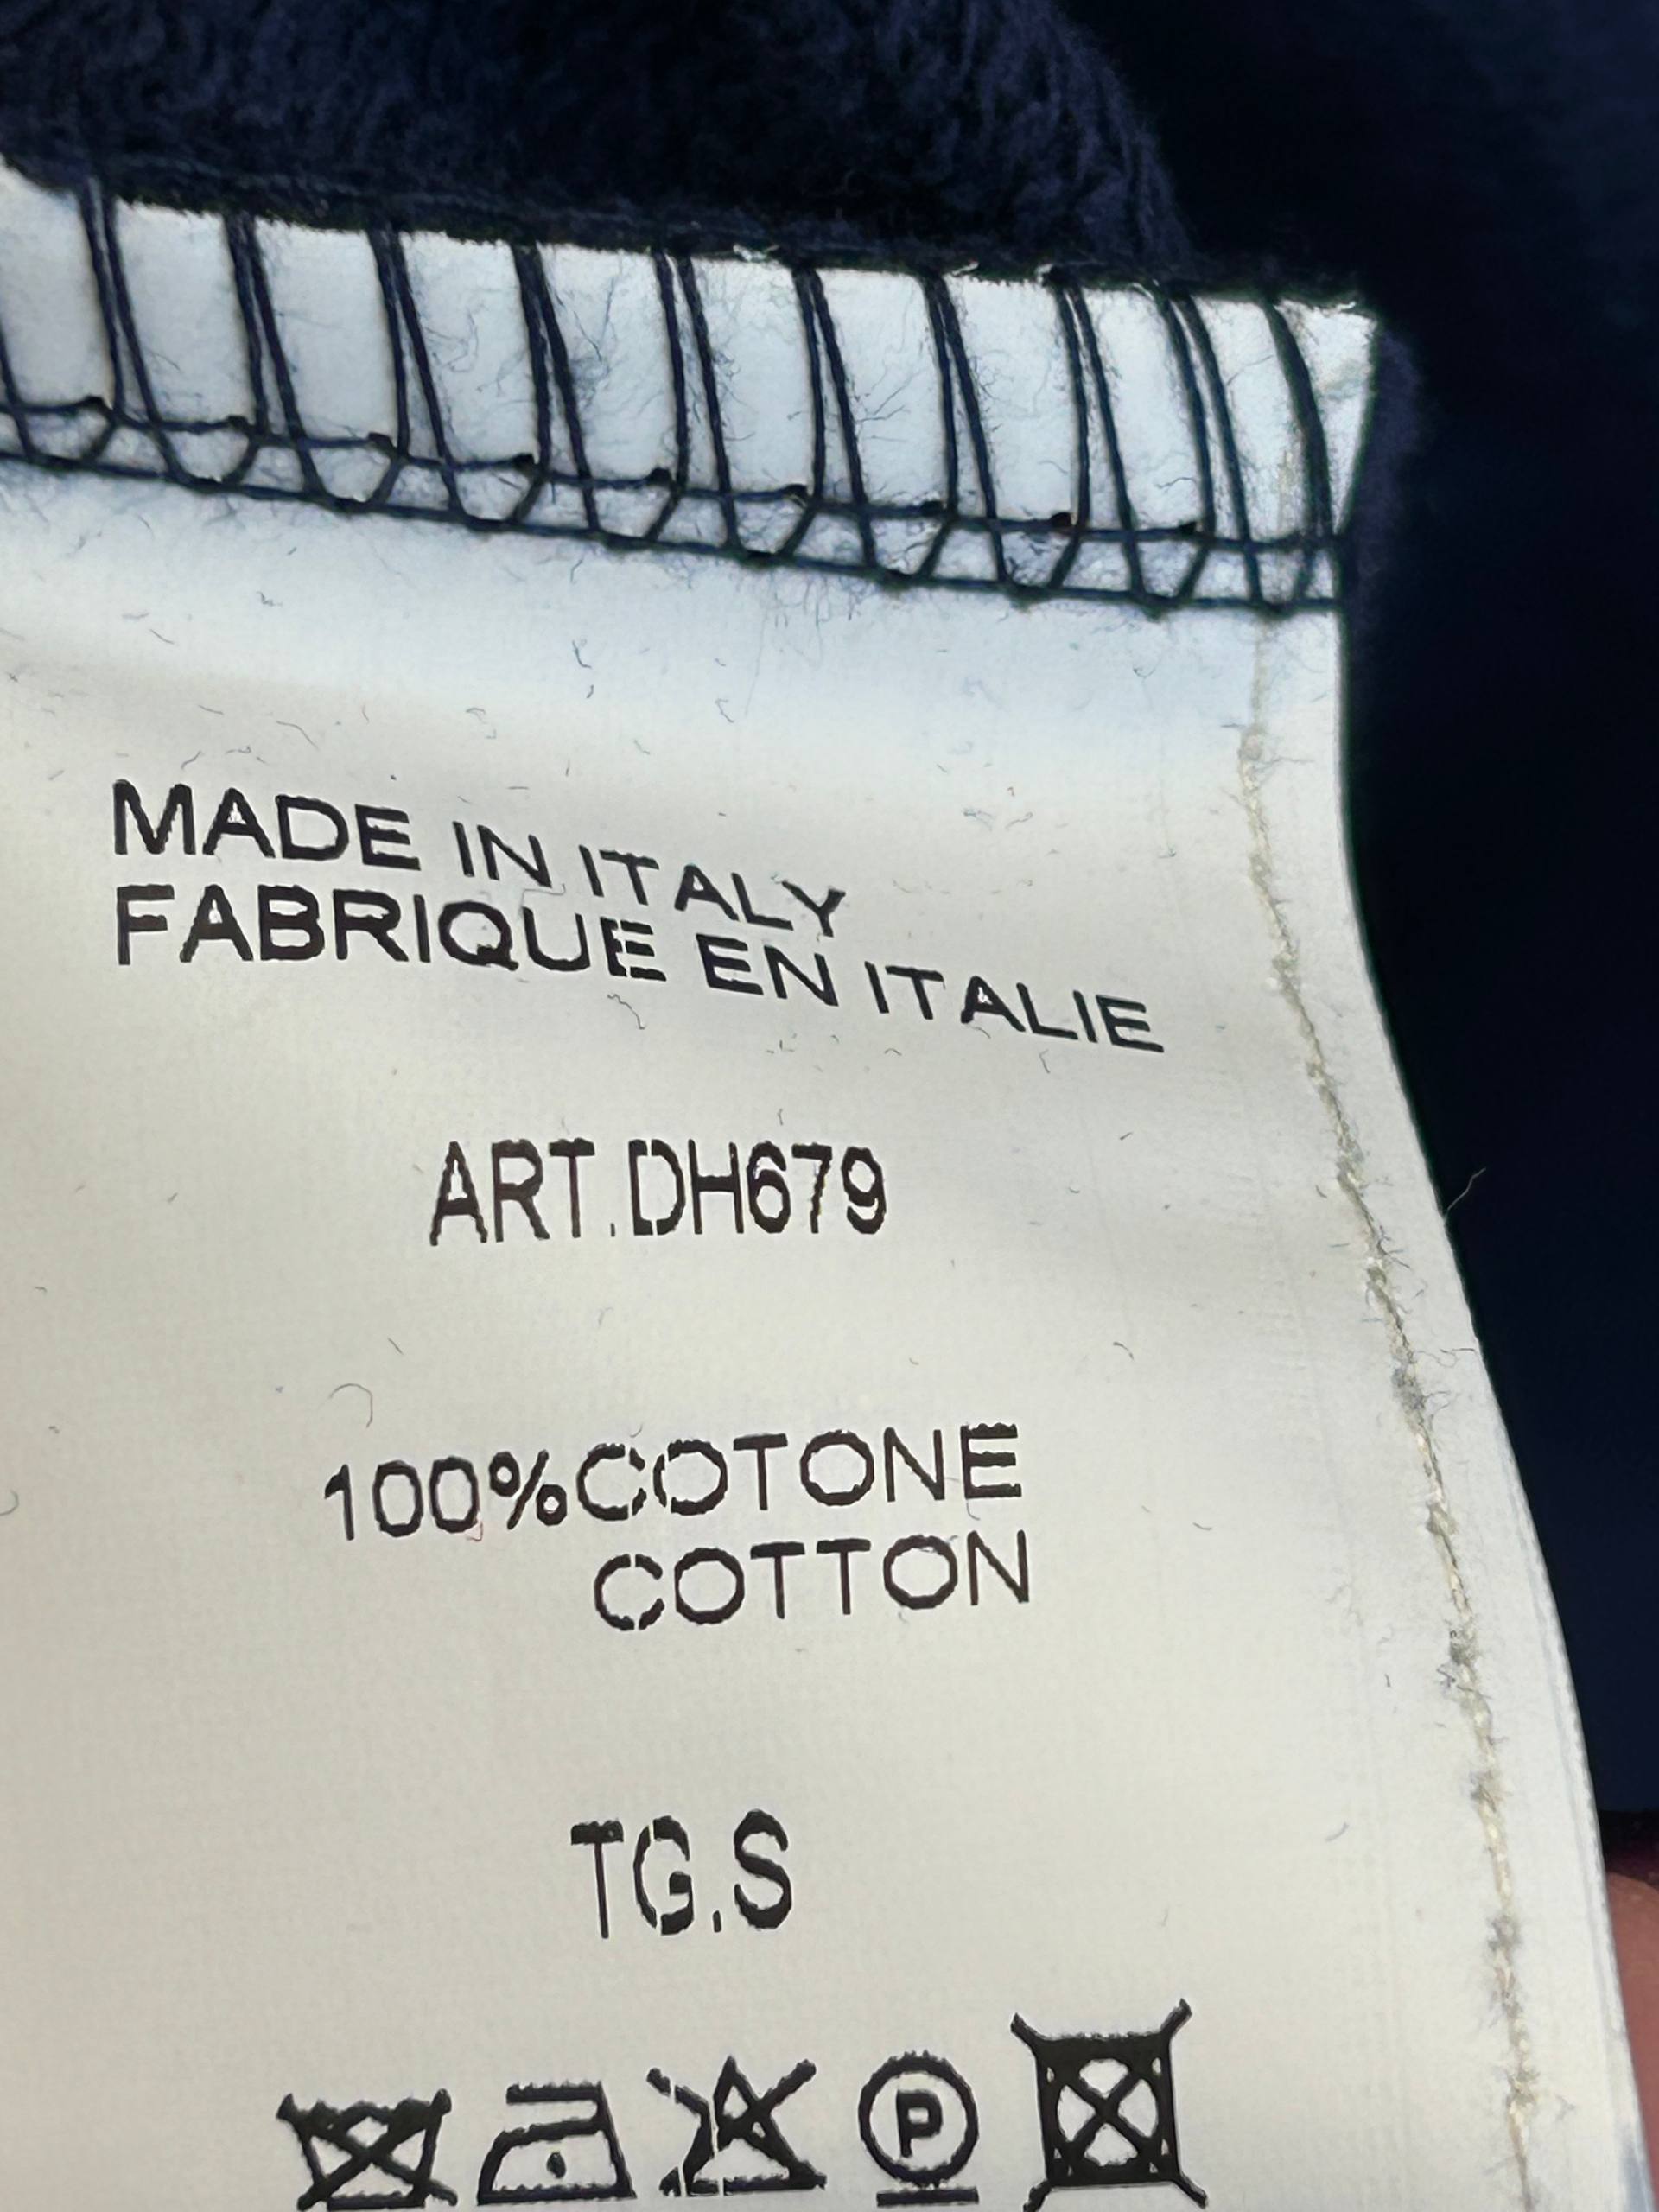 MADE IN ITALY
FABRIQUE EN ITALIE
ART.DH679
100%COTONE
COTTON
TG.S
P